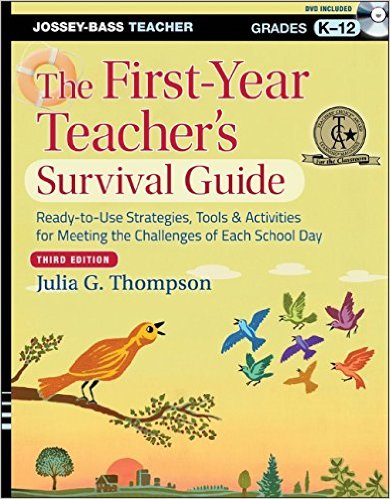 DVD INCLUDED
JOSSEY-BASS TEACHER
GRADES K–12
The First-Year
Teacher's
Survival Guide
Ready-to-Use Strategies, Tools & Activities
for Meeting the Challenges of Each School Day
THIRD EDITION
Julia G. Thompson
For the Classroom